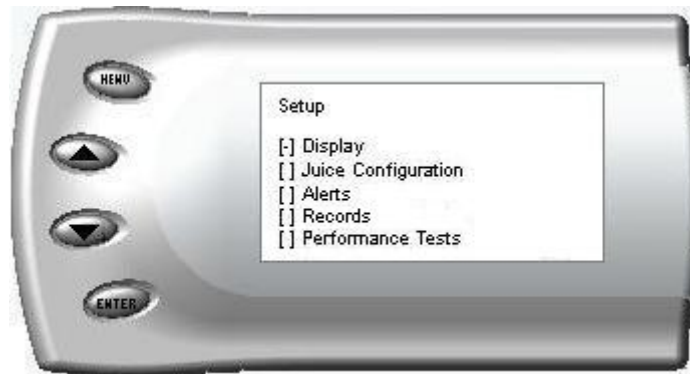 MENU
Setup
[-] Display
[ ] Juice Configuration
[ ] Alerts
[ ] Records
[ ] Performance Tests
ENTER